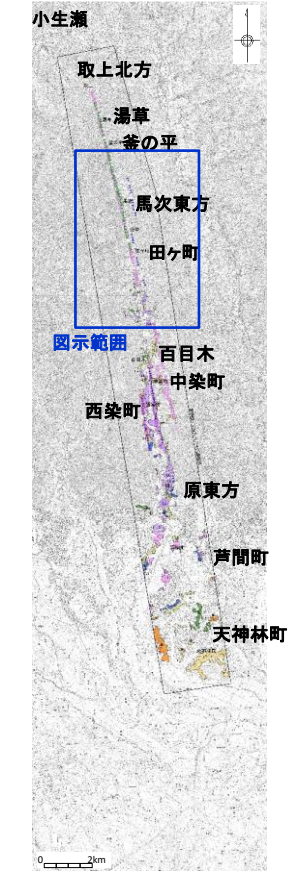 小生瀬
取上北方
湯草
釜の平
馬次東方
田ヶ町
図示範囲
百目木
中染町
西染町
原東方
芦間町
天神林町
0 2km